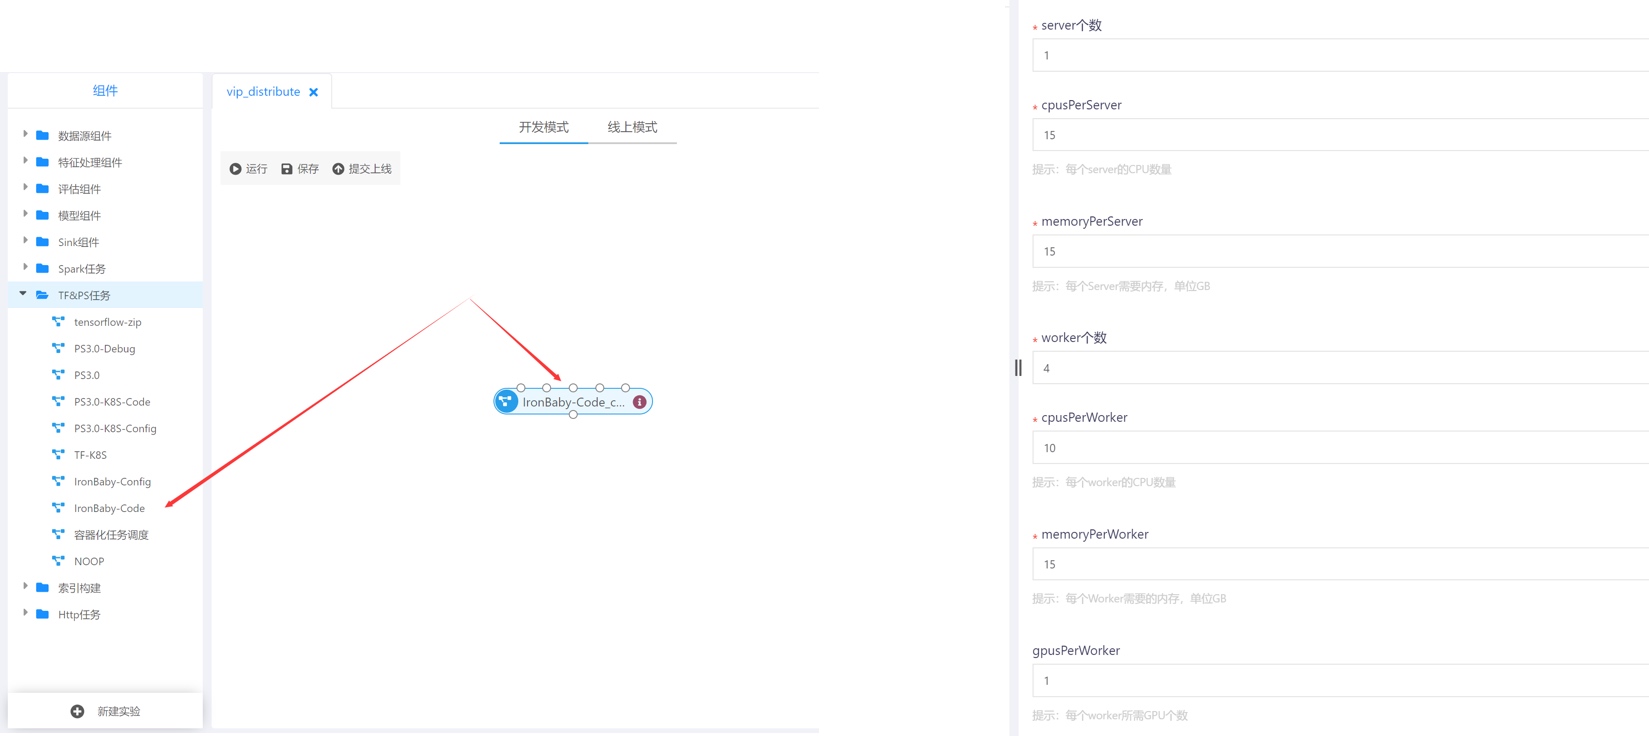 组件
数据源组件
特征处理组件
评估组件
模型组件
Sink组件
Spark任务
TF&PS任务
tensorflow-zip
PS3.0-Debug
PS3.0
PS3.0-K8S-Code
PS3.0-K8S-Config
TF-K8S
IronBaby-Config
IronBaby-Code
容器化任务调度
NOOP
索引构建
Http任务
新建实验
vip_distribute
开发模式 线上模式
运行 保存 提交上线
IronBaby-Code_c...
* server个数
1
* cpusPerServer
15
提示：每个server的CPU数量
* memoryPerServer
15
提示：每个Server需要内存，单位GB
* worker个数
4
* cpusPerWorker
10
提示：每个worker的CPU数量
* memoryPerWorker
15
提示：每个Worker需要的内存，单位GB
gpusPerWorker
1
提示：每个worker所需GPU个数